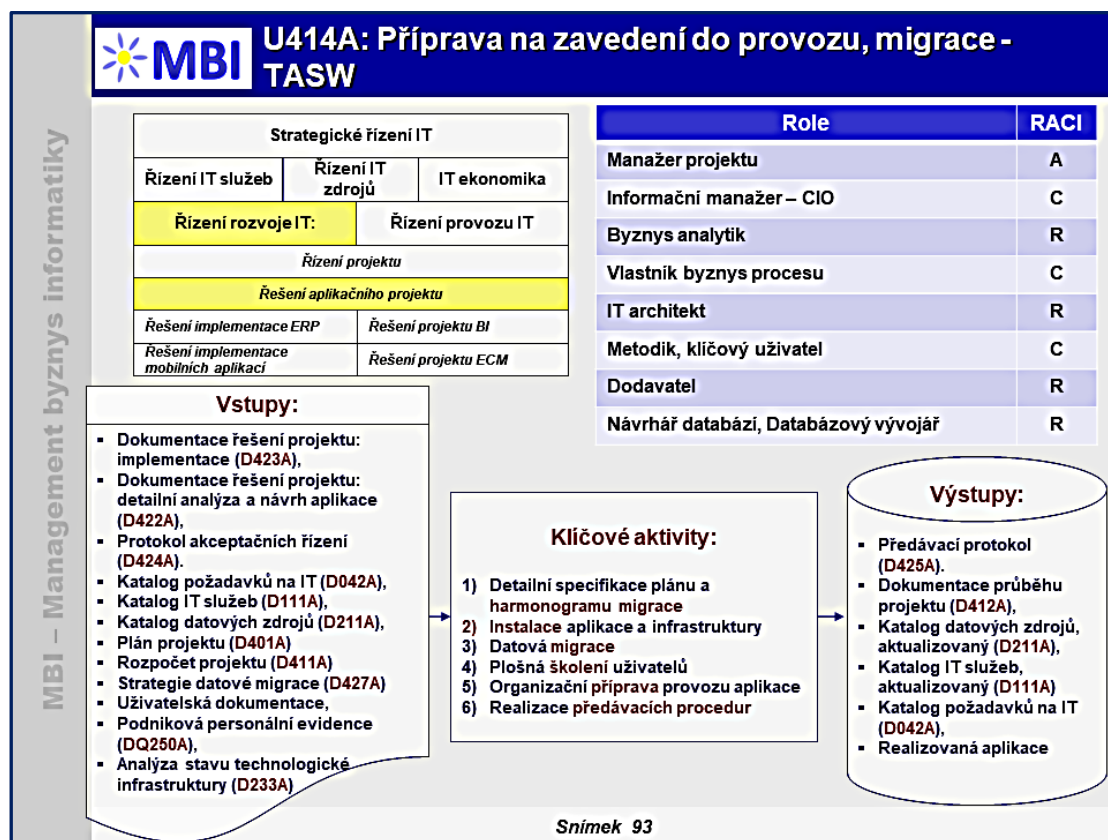 MBI
U414A: Příprava na zavedení do provozu, migrace -
TASW
MBI – Management byznys informatiky
Strategické řízení IT
Řízení IT služeb
Řízení IT
zdrojů
IT ekonomika
Řízení rozvoje IT:
Řízení provozu IT
Řízení projektu
Řešení aplikačního projektu
Řešení implementace ERP
Řešení projektu BI
Řešení implementace
mobilních aplikací
Řešení projektu ECM
Role RACI
Manažer projektu A
Informační manažer – CIO C
Byznys analytik R
Vlastník byznys procesu C
IT architekt R
Metodik, klíčový uživatel C
Dodavatel R
Návrhář databází, Databázový vývojář R
Vstupy:
▪ Dokumentace řešení projektu:
implementace (D423A),
▪ Dokumentace řešení projektu:
detailní analýza a návrh aplikace
(D422A),
▪ Protokol akceptačních řízení
(D424A).
▪ Katalog požadavků na IT (D042A),
▪ Katalog IT služeb (D111A),
▪ Katalog datových zdrojů (D211A),
▪ Plán projektu (D401A)
▪ Rozpočet projektu (D411A)
▪ Strategie datové migrace (D427A)
▪ Uživatelská dokumentace,
▪ Podniková personální evidence
(DQ250A),
▪ Analýza stavu technologické
infrastruktury (D233A)
Klíčové aktivity:
1) Detailní specifikace plánu a
harmonogramu migrace
2) Instalace aplikace a infrastruktury
3) Datová migrace
4) Plošná školení uživatelů
5) Organizační příprava provozu aplikace
6) Realizace předávacích procedur
Výstupy:
▪ Předávací protokol
(D425A).
▪ Dokumentace průběhu
projektu (D412A),
▪ Katalog datových zdrojů,
aktualizovaný (D211A),
▪ Katalog IT služeb,
aktualizovaný (D111A)
▪ Katalog požadavků na IT
(D042A),
▪ Realizovaná aplikace
Snímek 93